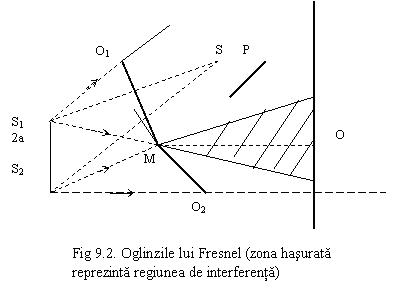 O1
S P
S1
2a
S2
M
O
O2
Fig 9.2. Oglinzile lui Fresnel (zona haşurată
reprezintă regiunea de interferenţă)